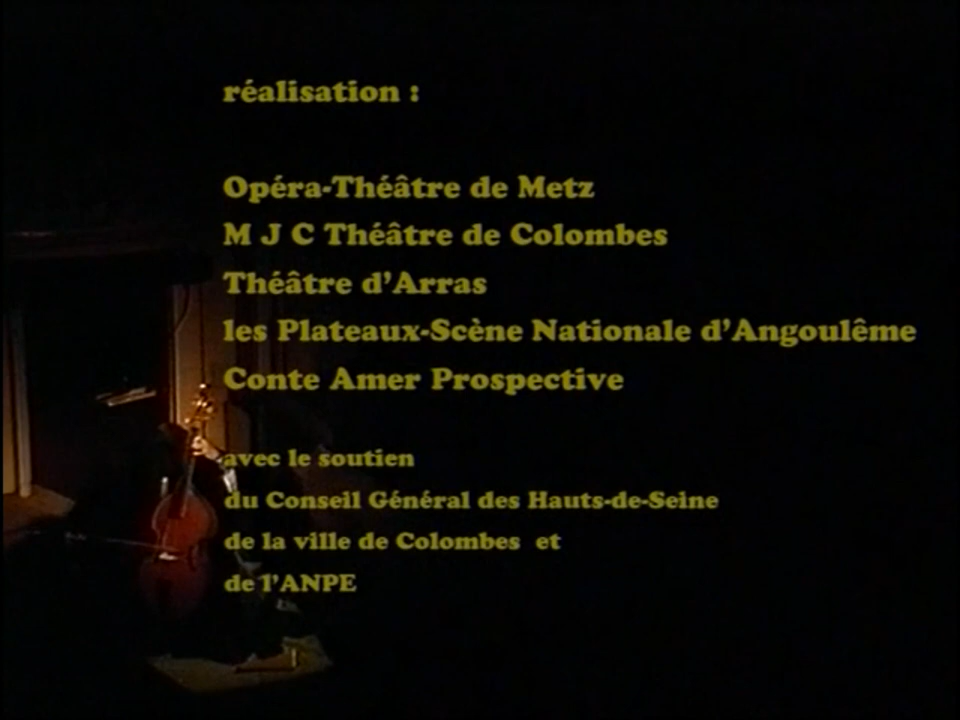 réalisation :
Opéra-Théâtre de Metz
M J C Théâtre de Colombes
Théâtre d'Arras
les Plateaux-Scène Nationale d'Angoulême
Conte Amer Prospective
avec le soutien
du Conseil Général des Hauts-de-Seine
de la ville de Colombes et
de l'ANPE